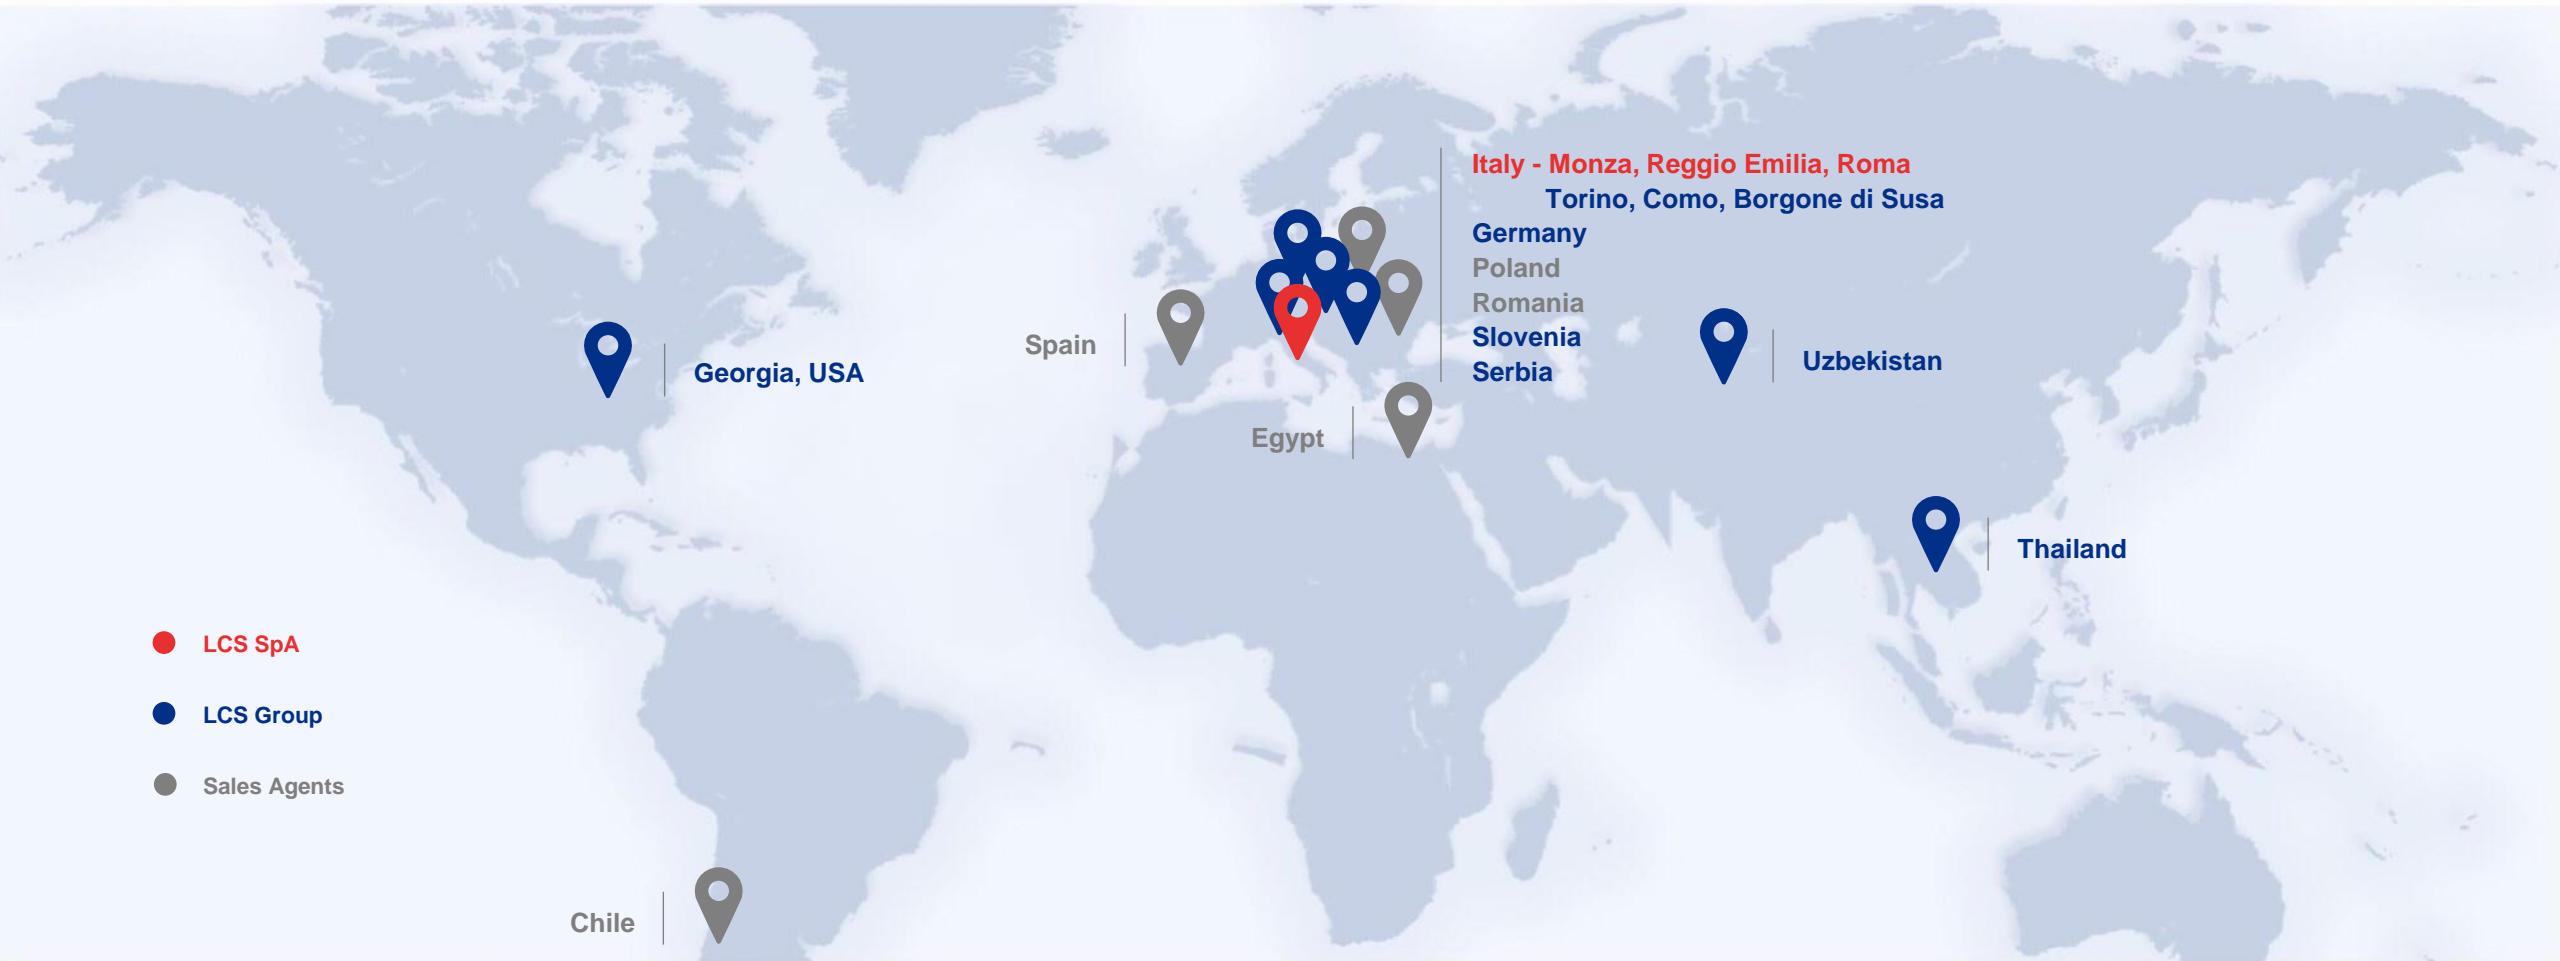 Italy - Monza, Reggio Emilia, Roma
Torino, Como, Borgone di Susa
Germany
Poland
Romania
Slovenia
Serbia
Spain
Georgia, USA
Uzbekistan
Egypt
Thailand
LCS SpA
LCS Group
Sales Agents
Chile